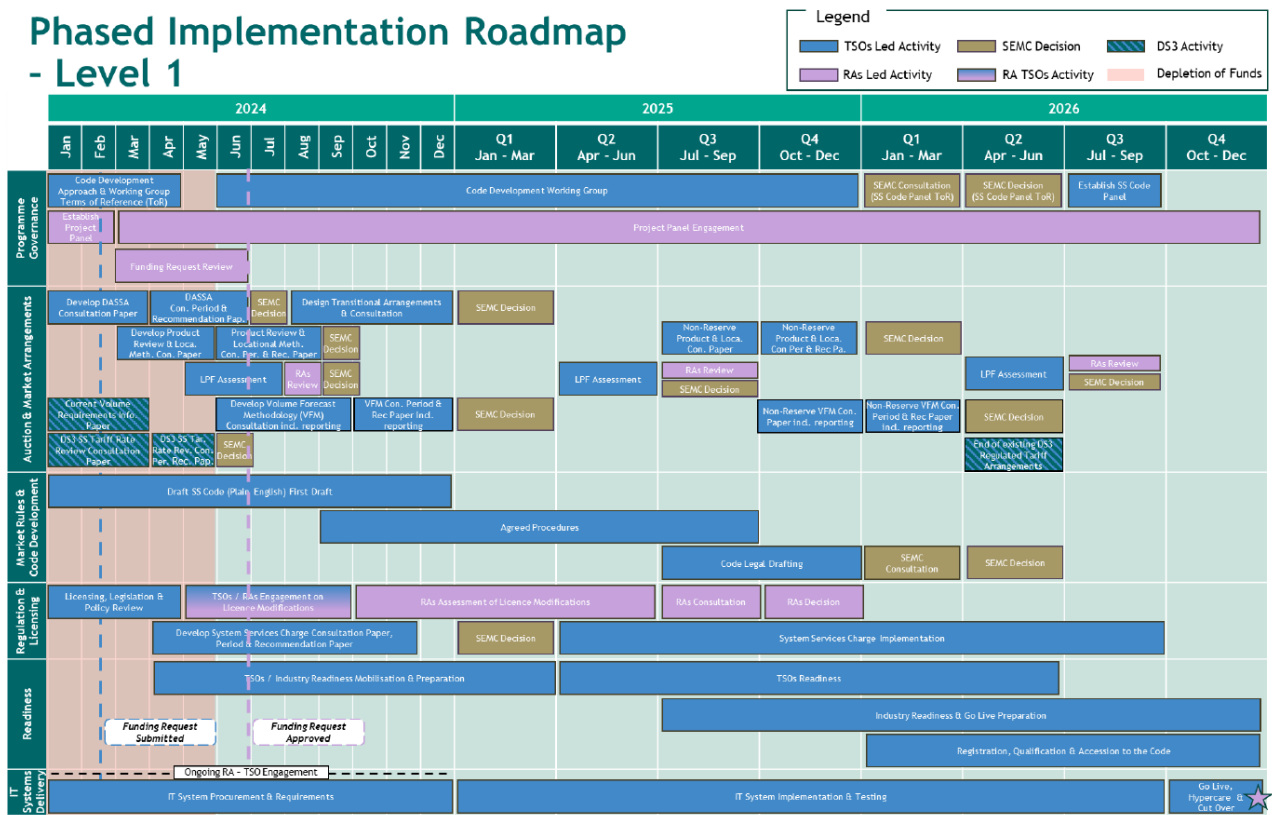 Phased Implementation Roadmap
- Level 1
Legend
TSOs Led Activity
SEMC Decision
DS3 Activity
RAs Led Activity
RA TSOs Activity
Depletion of Funds
2024
2025
2026
Jan
Feb
Mar
Apr
May
Jun
Jul
Aug
Sep
Oct
Nov
Dec
Q1
Jan - Mar
Q2
Apr - Jun
Q3
Jul - Sep
Q4
Oct - Dec
Q1
Jan - Mar
Q2
Apr - Jun
Q3
Jul - Sep
Q4
Oct - Dec
Programme
Governance
Code Development
Approach & Working Group
Terms of Reference (ToR)
Code Development Working Group
SEMC Consultation
(SS Code Panel ToR)
SEMC Decision
(SS Code Panel ToR)
Establish SS Code
Panel
Establish
Project
Panel
Project Panel Engagement
Funding Request Review
Auction & Market Arrangements
Develop DASSA
Consultation Paper
DASSA
Con. Period &
Recommendation Pap.
SEMC
Decision
Design Transitional Arrangements
& Consultation
SEMC Decision
Develop Product
Review & Loca.
Meth. Con. Paper
Product Review &
Locational Meth.
Con. Per. & Rec. Paper
SEMC
Decision
Non-Reserve
Product & Loca.
Con. Paper
Non-Reserve
Product & Loca.
Con Per & Rec Pa.
SEMC Decision
LPF Assessment
RAs
Review
SEMC
Decision
LPF Assessment
RAs Review
SEMC Decision
LPF Assessment
RAs Review
SEMC Decision
Current Volume
Requirements Info.
Paper
Develop Volume Forecast
Methodology (VFM)
Consultation incl. reporting
VFM Con. Period &
Rec Paper incl.
reporting
SEMC Decision
Non-Reserve VFM Con.
Paper incl. reporting
Non-Reserve VFM Con.
Period & Rec Paper
incl. reporting
SEMC Decision
DS3 SS Tariff Rate
Review Consultation
Paper
DS3 SS Tar.
Rate Rev. Con.
Per. Rec. Pap.
SEMC
Decision
End of existing DS3
Regulated Tariff
Arrangements
Market Rules &
Code Development
Draft SS Code (Plain English) First Draft
Agreed Procedures
Code Legal Drafting
SEMC
Consultation
SEMC Decision
Regulation &
Licensing
Licensing, Legislation &
Policy Review
TSOs / RAs Engagement on
Licence Modifications
RAs Assessment of Licence Modifications
RAs Consultation
RAs Decision
Develop System Services Charge Consultation Paper,
Period & Recommendation Paper
SEMC Decision
System Services Charge Implementation
Readiness
TSOs / Industry Readiness Mobilisation & Preparation
TSOs Readiness
Industry Readiness & Go Live Preparation
Funding Request
Submitted
Funding Request
Approved
Registration, Qualification & Accession to the Code
IT
Systems
Delivery
Ongoing RA - TSO Engagement
IT System Procurement & Requirements
IT System Implementation & Testing
Go Live,
Hypercare &
Cut Over